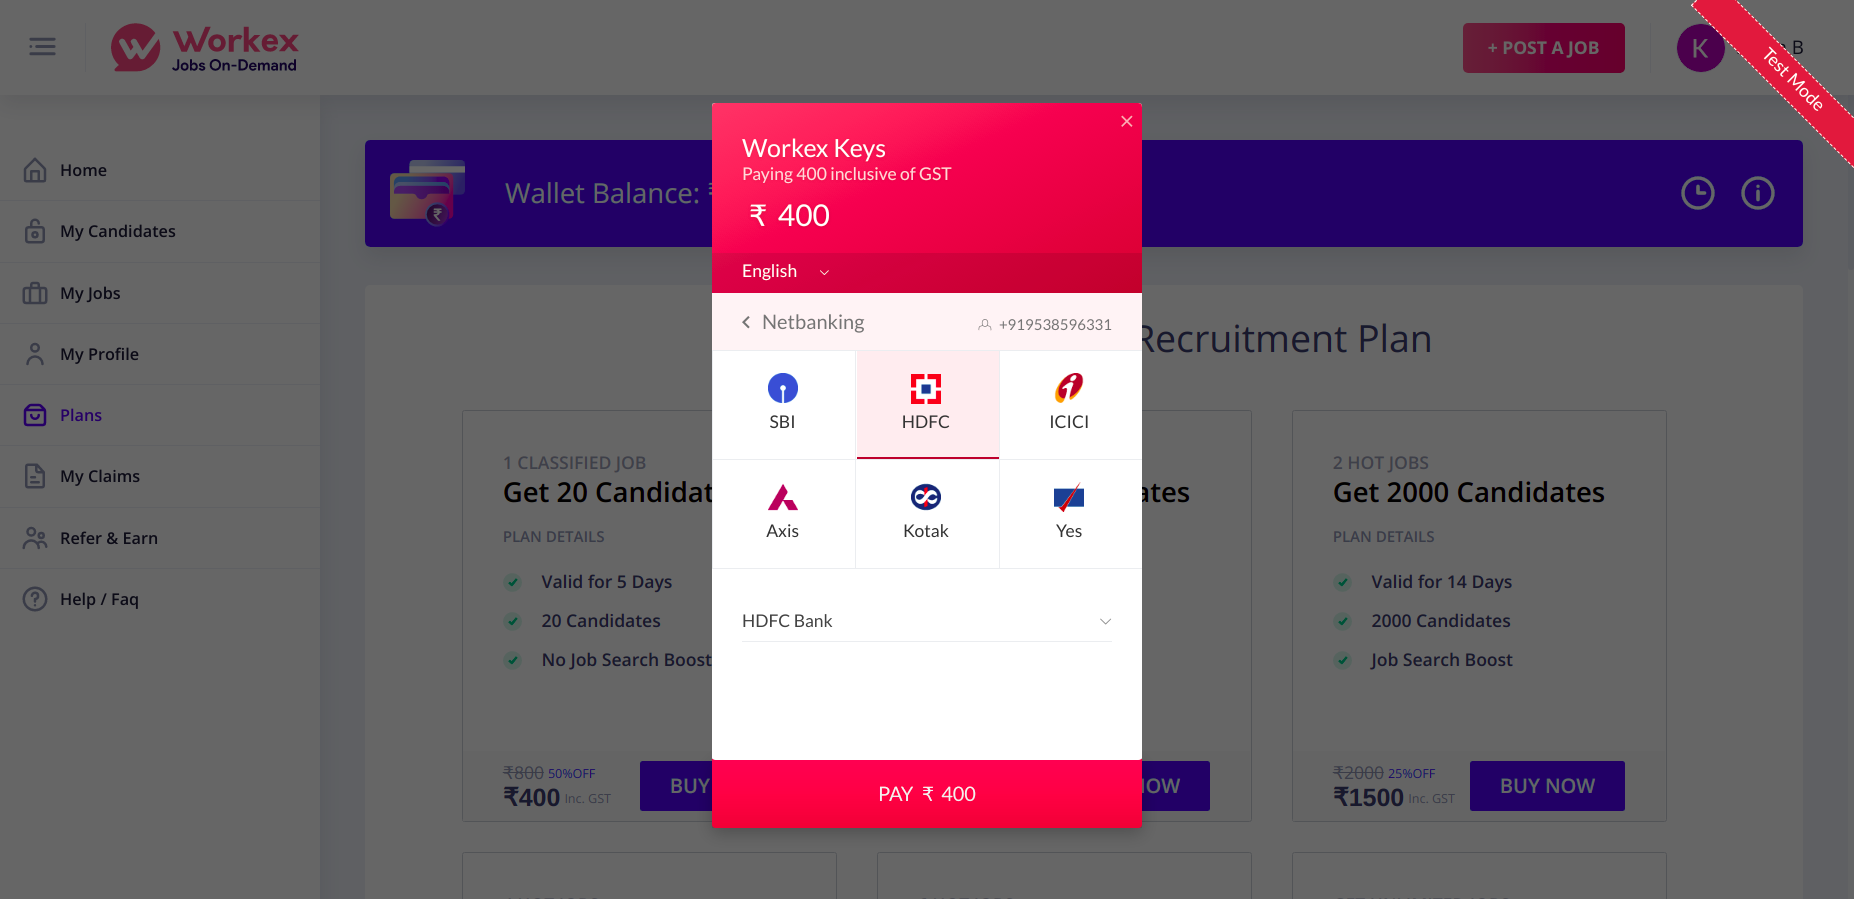 Workex
Jobs On-Demand
+ POST A JOB
K
B
Test Mode
Home
My Candidates
My Jobs
My Profile
Plans
My Claims
Refer & Earn
Help / Faq
Wallet Balance: ₹
Recruitment Plan
Workex Keys
Paying 400 inclusive of GST
₹ 400
English
Netbanking
+919538596331
SBI
HDFC
ICICI
Axis
Kotak
Yes
HDFC Bank
PAY ₹ 400
1 CLASSIFIED JOB
Get 20 Candidat
PLAN DETAILS
Valid for 5 Days
20 Candidates
No Job Search Boost
₹800 50%OFF
₹400 Inc. GST
BUY
ates
NOW
2 HOT JOBS
Get 2000 Candidates
PLAN DETAILS
Valid for 14 Days
2000 Candidates
Job Search Boost
₹2000 25%OFF
₹1500 Inc. GST
BUY NOW